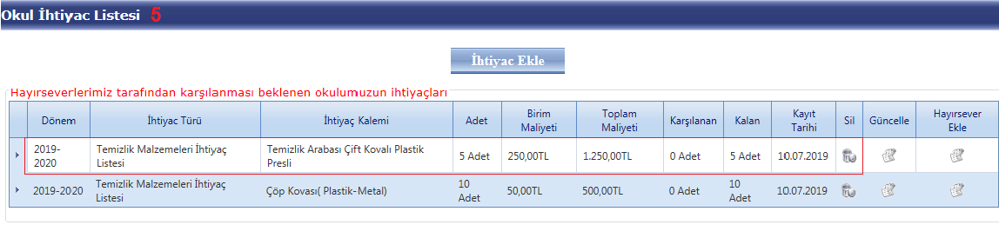 Okul İhtiyac Listesi 5
İhtiyac Ekle
Hayırseverlerimiz tarafından karşılanması beklenen okulumuzun ihtiyaçları
Dönem İhtiyac Türü İhtiyaç Kalemi Adet Birim Maliyeti Toplam Maliyeti Karşılanan Kalan Kayıt Tarihi Sil Güncelle Hayırsever Ekle
2019-2020 Temizlik Malzemeleri İhtiyaç Listesi Temizlik Arabası Çift Kovalı Plastik Presli 5 Adet 250,00TL 1.250,00TL 0 Adet 5 Adet 10.07.2019
2019-2020 Temizlik Malzemeleri İhtiyaç Listesi Çöp Kovası( Plastik-Metal) 10 Adet 50,00TL 500,00TL 0 Adet 10 Adet 10.07.2019